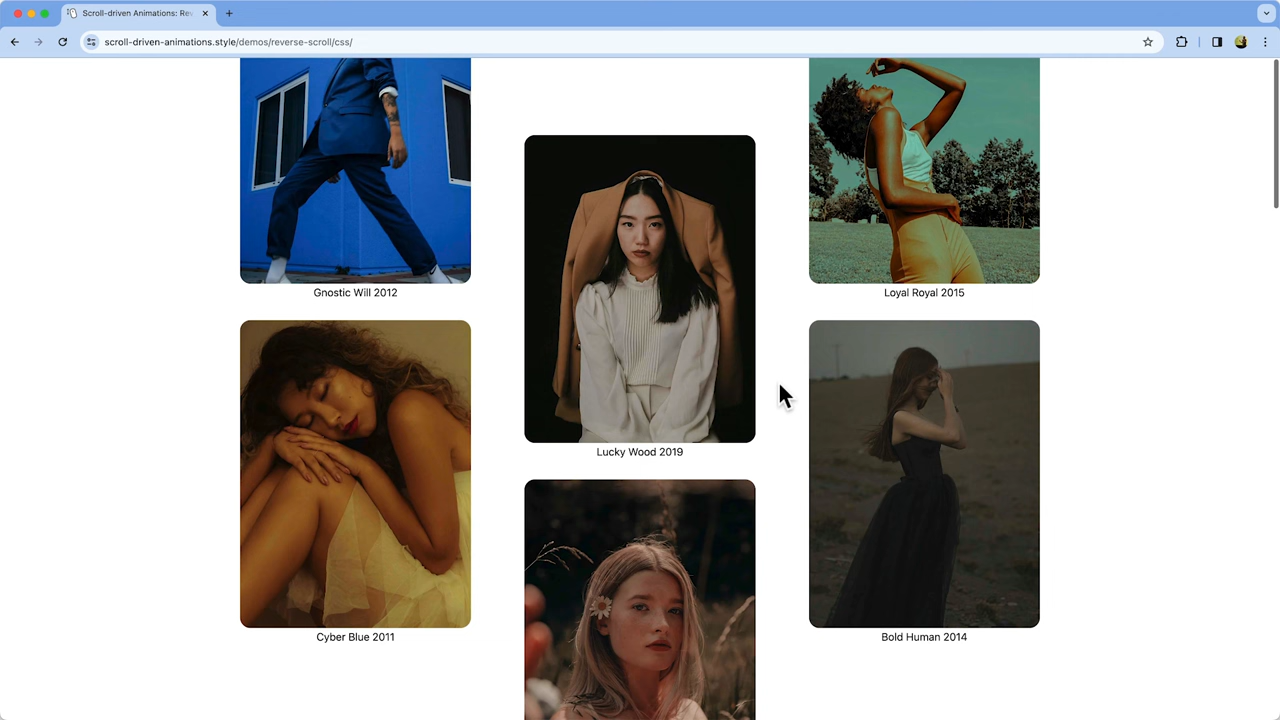 Scroll-driven Animations: Rev
scroll-driven-animations.style/demos/reverse-scroll/css/
Gnostic Will 2012
Loyal Royal 2015
Lucky Wood 2019
Cyber Blue 2011
Bold Human 2014